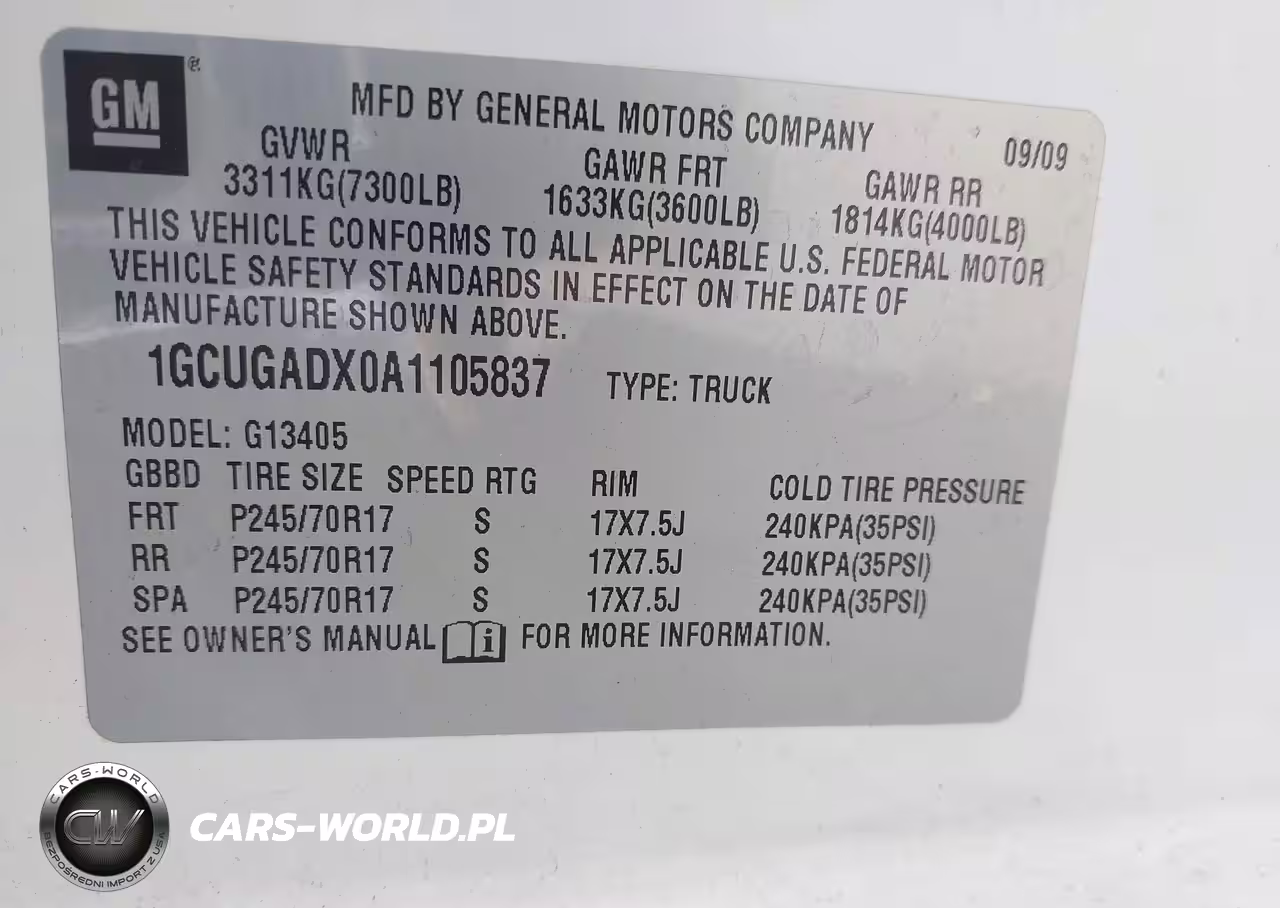 GM
MFD BY GENERAL MOTORS COMPANY 09/09
GVWR GAWR FRT GAWR RR
3311KG(7300LB) 1633KG(3600LB) 1814KG(4000LB)
THIS VEHICLE CONFORMS TO ALL APPLICABLE U.S. FEDERAL MOTOR
VEHICLE SAFETY STANDARDS IN EFFECT ON THE DATE OF
MANUFACTURE SHOWN ABOVE.
1GCUGADX0A1105837 TYPE: TRUCK
MODEL: G13405
GBBD TIRE SIZE SPEED RTG RIM COLD TIRE PRESSURE
FRT P245/70R17 S 17X7.5J 240KPA(35PSI)
RR P245/70R17 S 17X7.5J 240KPA(35PSI)
SPA P245/70R17 S 17X7.5J 240KPA(35PSI)
SEE OWNER'S MANUAL i FOR MORE INFORMATION.
CARS-WORLD
CW
BEZPOŚREDNI IMPORT Z USA
CARS-WORLD.PL